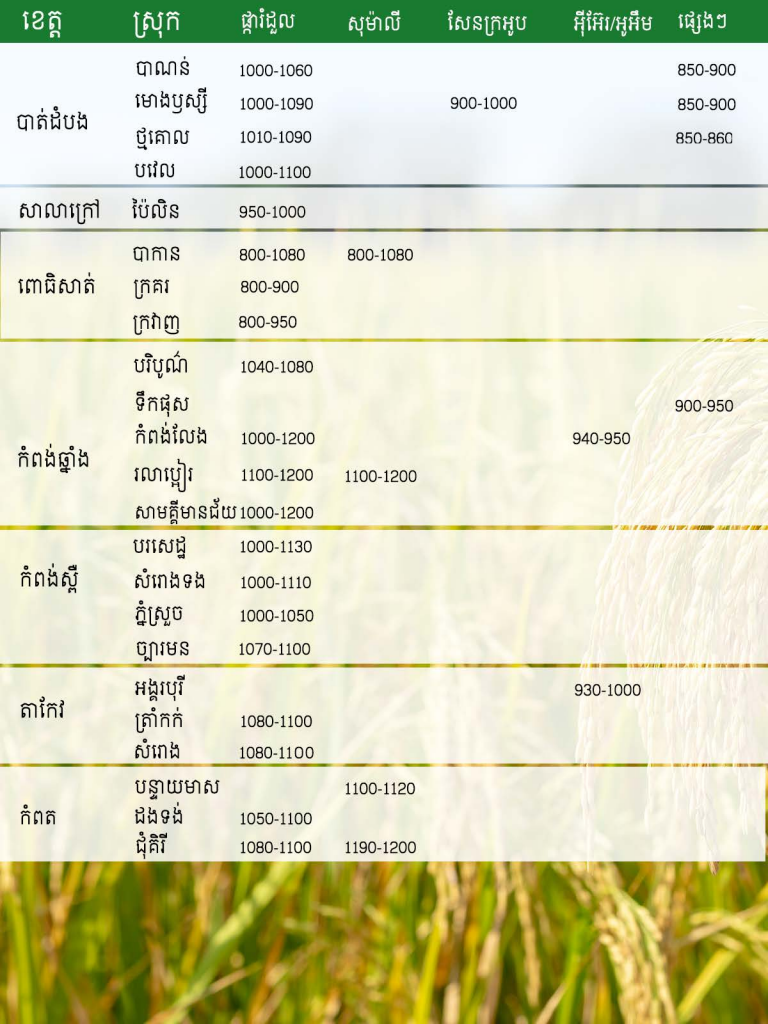 ខេត្ត ស្រុក ផ្ការំដួល សុម៉ាលី សែនក្រអូប អ៊ីអ៊ែរ/អូអឹម ផ្សេងៗ
បាណន់ 1000-1060 850-900
មោងឫស្សី 1000-1090 900-1000 850-900
បាត់ដំបង
ថ្មគោល 1010-1090 850-860
បវេល 1000-1100
សាលាក្រៅ ប៉ៃលិន 950-1000
បាកាន 800-1080 800-1080
ពោធិសាត់ ក្រគរ 800-900
ក្រវាញ 800-950
បរិបូណ៌ 1040-1080
ទឹកផុស 900-950
កំពង់លែង 1000-1200 940-950
កំពង់ឆ្នាំង
រលាប្អៀរ 1100-1200 1100-1200
សាមគ្គីមានជ័យ 1000-1200
បរសេដ្ឋ 1000-1130
កំពង់ស្ពឺ សំរោងទង 1000-1110
ភ្នំស្រួច 1000-1050
ច្បារមន 1070-1100
អង្គរបុរី 930-1000
តាកែវ
ត្រាំកក់ 1080-1100
សំរោង 1080-1100
បន្ទាយមាស 1100-1120
កំពត ដងទង់ 1050-1100
ជុំគិរី 1080-1100 1190-1200